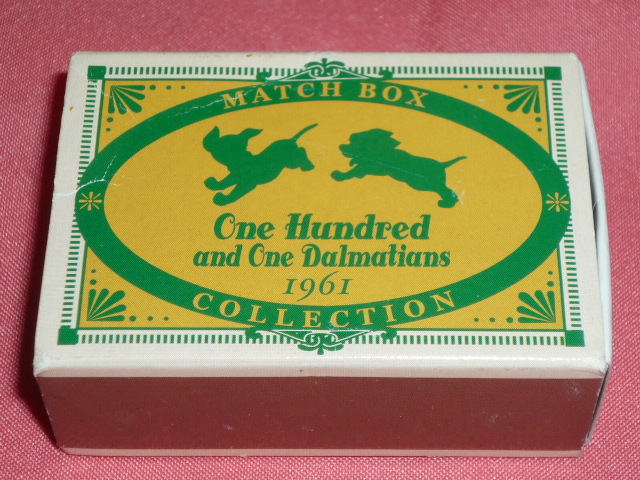 MATCH BOX
One Hundred
and One Dalmatians
1961
COLLECTION